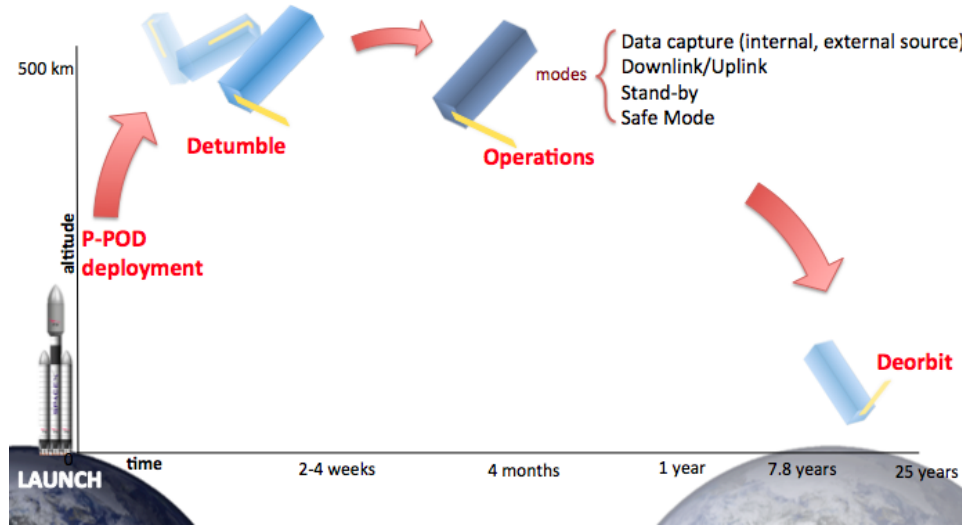 500 km
altitude
P-POD
deployment
Detumble
Operations
modes
Data capture (internal, external source)
Downlink/Uplink
Stand-by
Safe Mode
Deorbit
LAUNCH
0
time
2-4 weeks
4 months
1 year
7.8 years
25 years